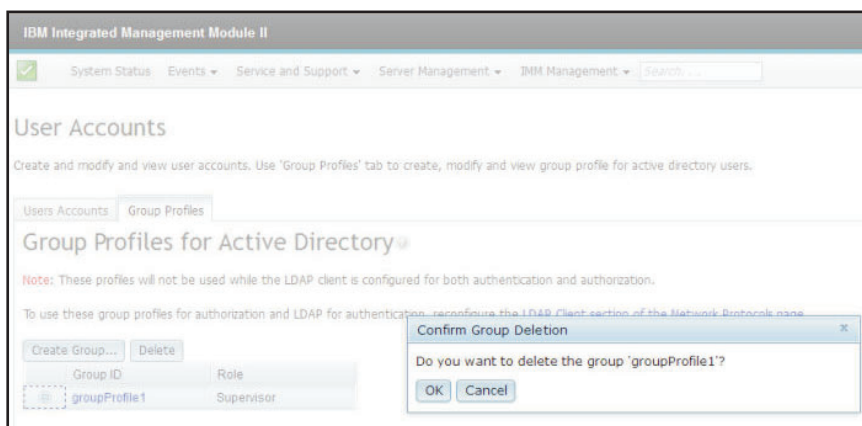 IBM Integrated Management Module II
System Status Events Service and Support Server Management IMM Management Search...
User Accounts
Create and modify and view user accounts. Use 'Group Profiles' tab to create, modify and view group profile for active directory users.
Users Accounts Group Profiles
Group Profiles for Active Directory
Note: These profiles will not be used while the LDAP client is configured for both authentication and authorization.
To use these group profiles for authorization and LDAP for authentication, reconfigure the LDAP Client section of the Network Protocols page
Confirm Group Deletion x
Do you want to delete the group 'groupProfile1'?
OK Cancel
Create Group... Delete
Group ID Role
groupProfile1 Supervisor